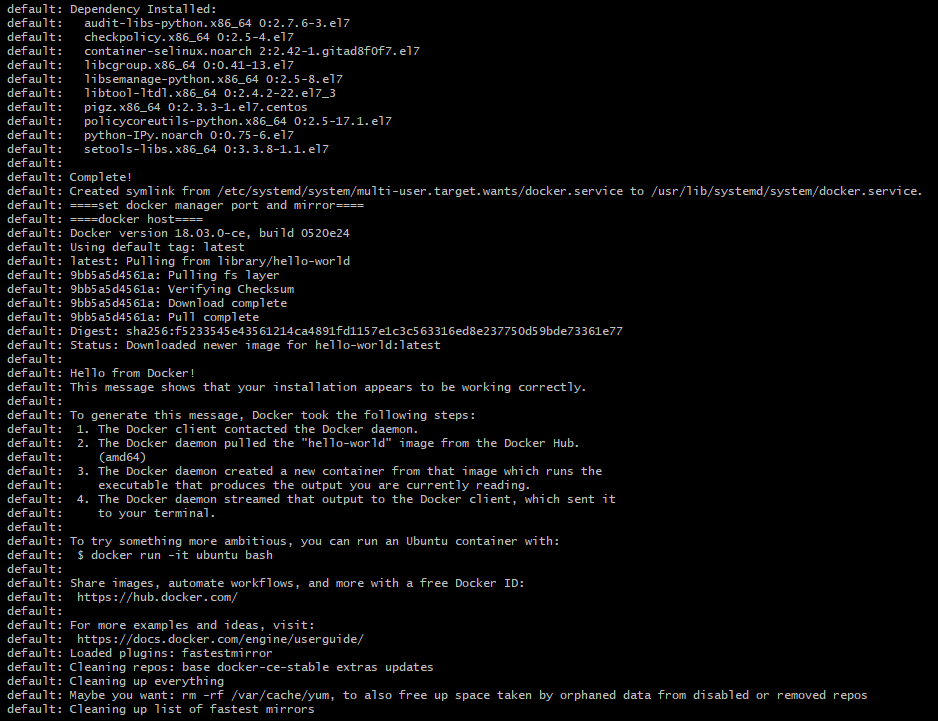 default: Dependency Installed:
default:   audit-libs-python.x86_64 0:2.7.6-3.el7
default:   checkpolicy.x86_64 0:2.5-4.el7
default:   container-selinux.noarch 2:2.42-1.gitad8f0f7.el7
default:   libcgroup.x86_64 0:0.41-13.el7
default:   libsemanage-python.x86_64 0:2.5-8.el7
default:   libtool-ltdl.x86_64 0:2.4.2-22.el7_3
default:   pigz.x86_64 0:2.3.3-1.el7.centos
default:   policycoreutils-python.x86_64 0:2.5-17.1.el7
default:   python-IPy.noarch 0:0.75-6.el7
default:   setools-libs.x86_64 0:3.3.8-1.1.el7
default:
default: Complete!
default: Created symlink from /etc/systemd/system/multi-user.target.wants/docker.service to /usr/lib/systemd/system/docker.service.
default: ====set docker manager port and mirror====
default: ====docker host====
default: Docker version 18.03.0-ce, build 0520e24
default: Using default tag: latest
default: latest: Pulling from library/hello-world
default: 9bb5a5d4561a: Pulling fs layer
default: 9bb5a5d4561a: Verifying Checksum
default: 9bb5a5d4561a: Download complete
default: 9bb5a5d4561a: Pull complete
default: Digest: sha256:f5233545e43561214ca4891fd1157e1c3c563316ed8e237750d59bde73361e77
default: Status: Downloaded newer image for hello-world:latest
default:
default: Hello from Docker!
default: This message shows that your installation appears to be working correctly.
default:
default: To generate this message, Docker took the following steps:
default:  1. The Docker client contacted the Docker daemon.
default:  2. The Docker daemon pulled the "hello-world" image from the Docker Hub.
default:     (amd64)
default:  3. The Docker daemon created a new container from that image which runs the
default:     executable that produces the output you are currently reading.
default:  4. The Docker daemon streamed that output to the Docker client, which sent it
default:     to your terminal.
default:
default: To try something more ambitious, you can run an Ubuntu container with:
default:  $ docker run -it ubuntu bash
default:
default: Share images, automate workflows, and more with a free Docker ID:
default:  https://hub.docker.com/
default:
default: For more examples and ideas, visit:
default:  https://docs.docker.com/engine/userguide/
default: Loaded plugins: fastestmirror
default: Cleaning repos: base docker-ce-stable extras updates
default: Cleaning up everything
default: Maybe you want: rm -rf /var/cache/yum, to also free up space taken by orphaned data from disabled or removed repos
default: Cleaning up list of fastest mirrors